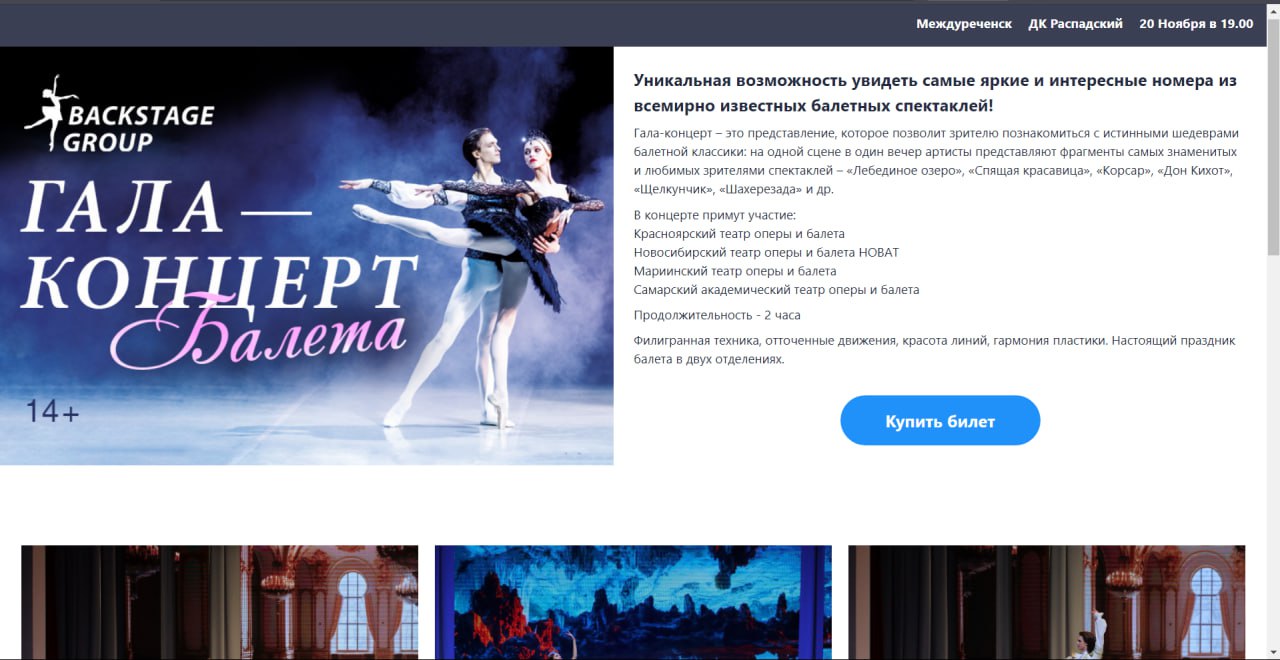 Междуреченск ДК Распадский 20 Ноября в 19.00
BACKSTAGE
GROUP
ГАЛА —
КОНЦЕРТ
Балета
14+
Уникальная возможность увидеть самые яркие и интересные номера из
всемирно известных балетных спектаклей!
Гала-концерт – это представление, которое позволит зрителю познакомиться с истинными шедеврами
балетной классики: на одной сцене в один вечер артисты представляют фрагменты самых знаменитых
и любимых зрителями спектаклей – «Лебединое озеро», «Спящая красавица», «Корсар», «Дон Кихот»,
«Щелкунчик», «Шахерезада» и др.
В концерте примут участие:
Красноярский театр оперы и балета
Новосибирский театр оперы и балета НОВАТ
Мариинский театр оперы и балета
Самарский академический театр оперы и балета
Продолжительность - 2 часа
Филигранная техника, отточенные движения, красота линий, гармония пластики. Настоящий праздник
балета в двух отделениях.
Купить билет